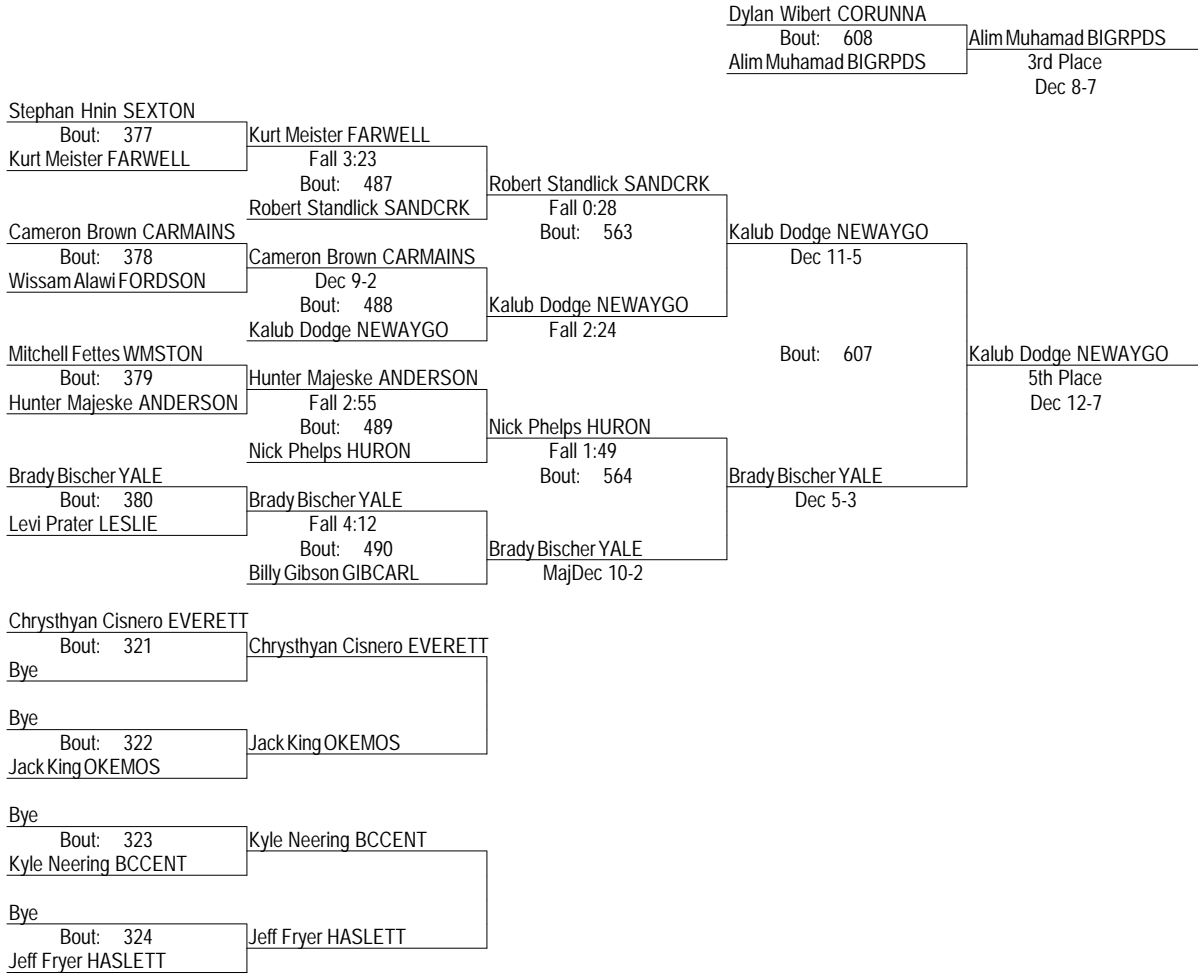 Dylan Wibert CORUNNA
Bout: 608
Alim Muhamad BIGRPDS
Alim Muhamad BIGRPDS
3rd Place
Dec 8-7
Stephan Hnin SEXTON
Bout: 377
Kurt Meister FARWELL
Kurt Meister FARWELL
Fall 3:23
Bout: 487
Robert Standlick SANDCRK
Robert Standlick SANDCRK
Fall 0:28
Bout: 563
Cameron Brown CARMAINS
Bout: 378
Wissam Alawi FORDSON
Cameron Brown CARMAINS
Dec 9-2
Bout: 488
Kalub Dodge NEWAYGO
Kalub Dodge NEWAYGO
Fall 2:24
Kalub Dodge NEWAYGO
Dec 11-5
Bout: 607
Kalub Dodge NEWAYGO
5th Place
Dec 12-7
Mitchell Fettes WMSTON
Bout: 379
Hunter Majeske ANDERSON
Hunter Majeske ANDERSON
Fall 2:55
Bout: 489
Nick Phelps HURON
Nick Phelps HURON
Fall 1:49
Bout: 564
Brady Bischer YALE
Dec 5-3
Brady Bischer YALE
Bout: 380
Levi Prater LESLIE
Brady Bischer YALE
Fall 4:12
Bout: 490
Billy Gibson GIBCARL
Brady Bischer YALE
MajDec 10-2
Chrysthyan Cisnero EVERETT
Bout: 321
Bye
Chrysthyan Cisnero EVERETT
Bye
Bout: 322
Jack King OKEMOS
Jack King OKEMOS
Bye
Bout: 323
Kyle Neering BCCENT
Kyle Neering BCCENT
Bye
Bout: 324
Jeff Fryer HASLETT
Jeff Fryer HASLETT